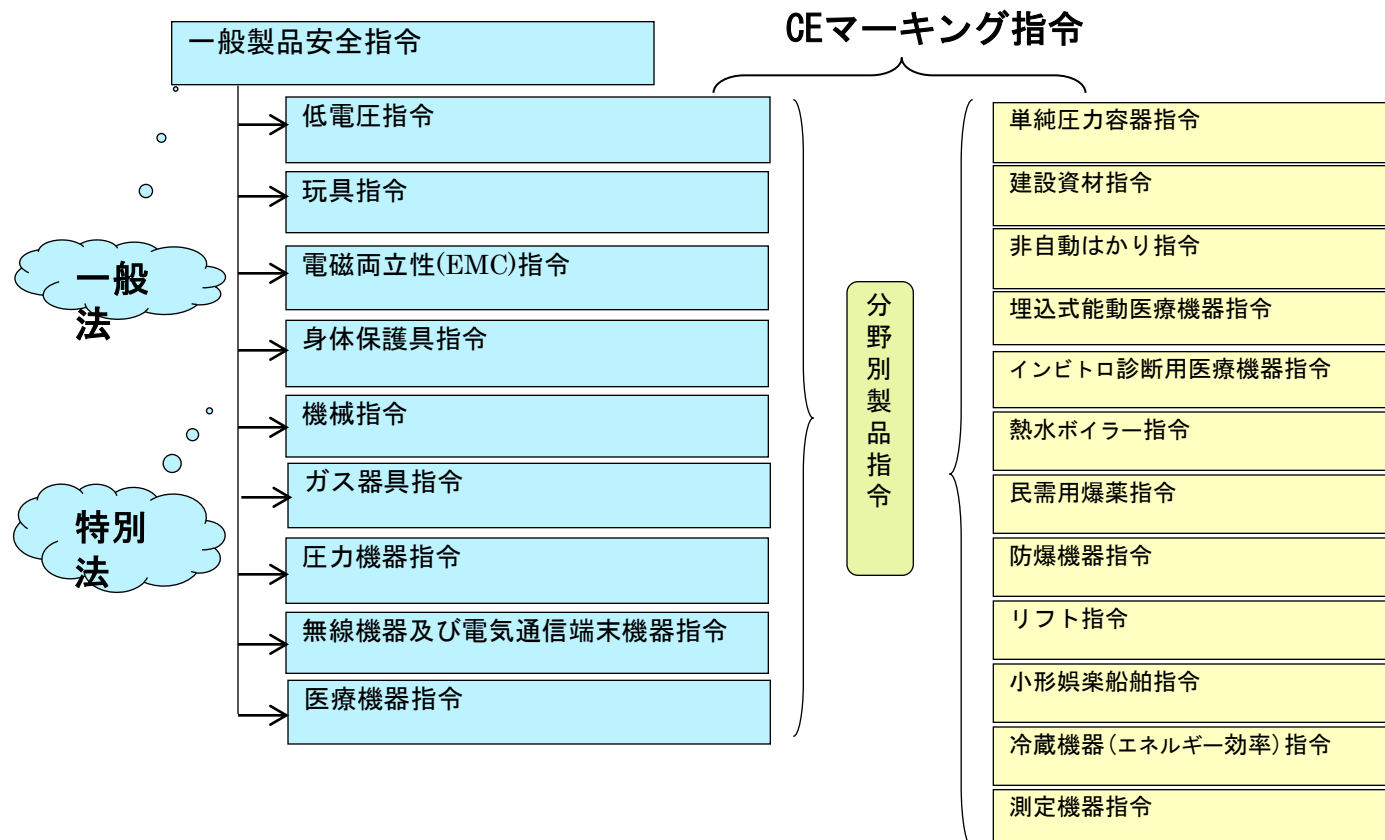 CEマーキング指令
一般製品安全指令
低電圧指令
玩具指令
電磁両立性(EMC)指令
身体保護具指令
機械指令
ガス器具指令
圧力機器指令
無線機器及び電気通信端末機器指令
医療機器指令
一般
法
特別
法
分野別製品指令
単純圧力容器指令
建設資材指令
非自動はかり指令
埋込式能動医療機器指令
インビトロ診断用医療機器指令
熱水ボイラー指令
民需用爆薬指令
防爆機器指令
リフト指令
小形娯楽船舶指令
冷蔵機器(エネルギー効率)指令
測定機器指令